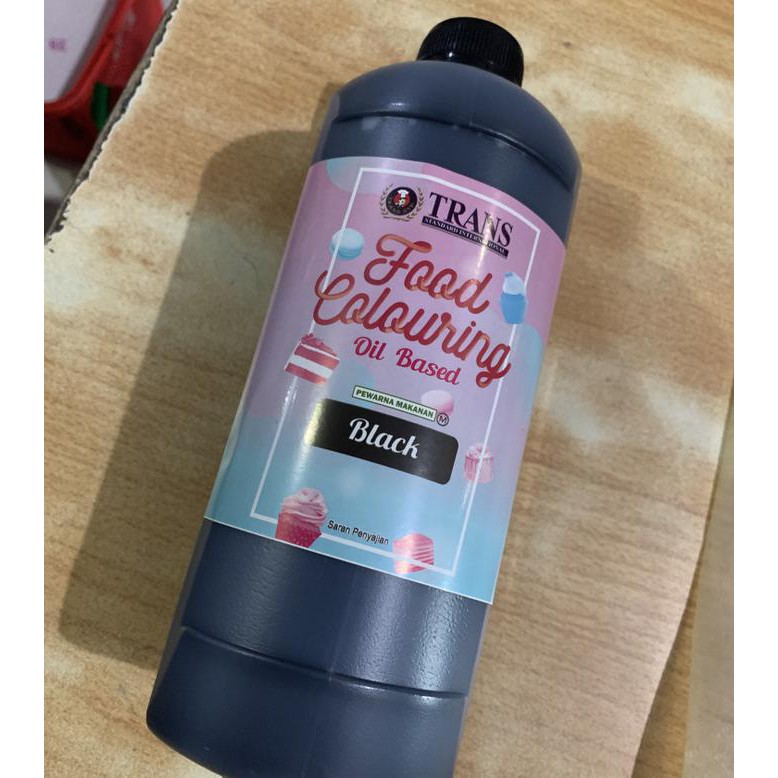 TRANS
STANDARD INTERNATIONAL
Food
Colouring
Oil Based
PEWARNA MAKANAN
M
Black
Saran Penyajian